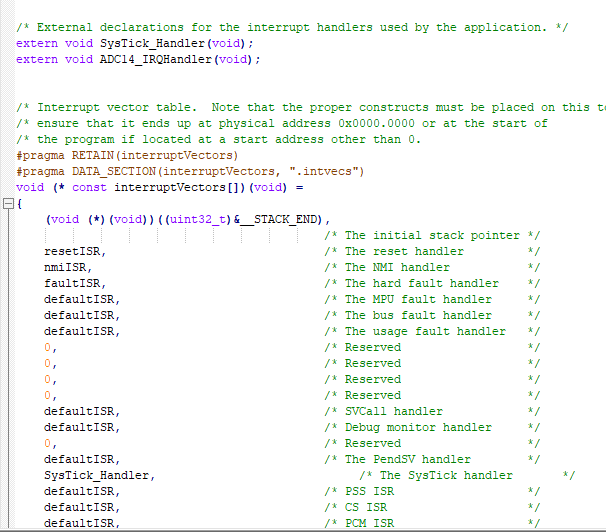 /* External declarations for the interrupt handlers used by the application. */
extern void SysTick_Handler(void);
extern void ADC14_IRQHandler(void);
/* Interrupt vector table.  Note that the proper constructs must be placed on this
/* ensure that it ends up at physical address 0x0000.0000 or at the start of
/* the program if located at a start address other than 0.
#pragma RETAIN(interruptVectors)
#pragma DATA_SECTION(interruptVectors, ".intvecs")
void (* const interruptVectors[])(void) =
{
    (void (*)(void))((uint32_t)&__STACK_END),
                                        /* The initial stack pointer */
    resetISR,                           /* The reset handler         */
    nmiISR,                             /* The NMI handler           */
    faultISR,                           /* The hard fault handler    */
    defaultISR,                         /* The MPU fault handler     */
    defaultISR,                         /* The bus fault handler     */
    defaultISR,                         /* The usage fault handler   */
    0,                                  /* Reserved                  */
    0,                                  /* Reserved                  */
    0,                                  /* Reserved                  */
    0,                                  /* Reserved                  */
    defaultISR,                         /* SVCall handler            */
    defaultISR,                         /* Debug monitor handler     */
    0,                                  /* Reserved                  */
    defaultISR,                         /* The PendSV handler        */
    SysTick_Handler,                             /* The SysTick handler       */
    defaultISR,                         /* PSS ISR                   */
    defaultISR,                         /* CS ISR                    */
    defaultISR,                         /* PCM ISR                   */